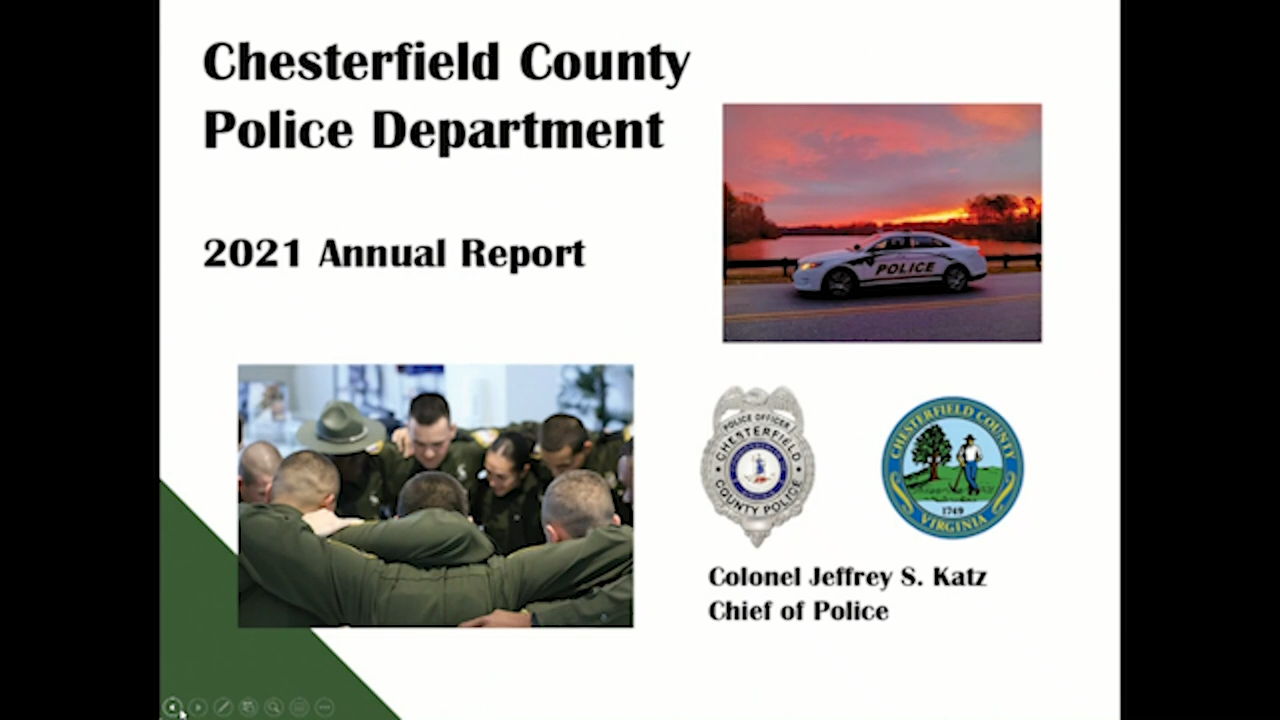 Chesterfield County
Police Department
2021 Annual Report
POLICE
POLICE OFFICER
CHESTERFIELD
COUNTY POLICE
CHESTERFIELD COUNTY
1749
VIRGINIA
Colonel Jeffrey S. Katz
Chief of Police